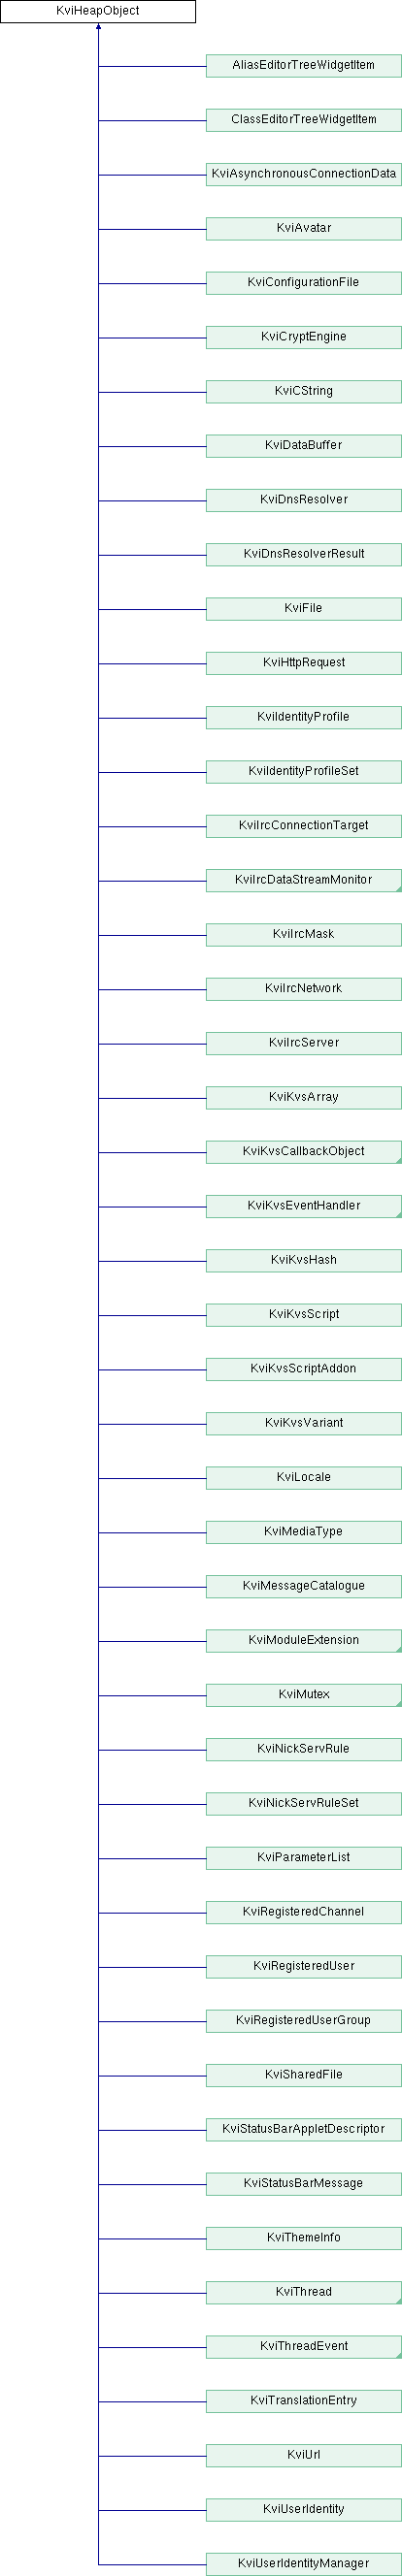 KviHeapObject
AliasEditorTreeWidgetItem
ClassEditorTreeWidgetItem
KviAsynchronousConnectionData
KviAvatar
KviConfigurationFile
KviCryptEngine
KviCString
KviDataBuffer
KviDnsResolver
KviDnsResolverResult
KviFile
KviHttpRequest
KviIdentityProfile
KviIdentityProfileSet
KviIrcConnectionTarget
KviIrcDataStreamMonitor
KviIrcMask
KviIrcNetwork
KviIrcServer
KviKvsArray
KviKvsCallbackObject
KviKvsEventHandler
KviKvsHash
KviKvsScript
KviKvsScriptAddon
KviKvsVariant
KviLocale
KviMediaType
KviMessageCatalogue
KviModuleExtension
KviMutex
KviNickServRule
KviNickServRuleSet
KviParameterList
KviRegisteredChannel
KviRegisteredUser
KviRegisteredUserGroup
KviSharedFile
KviStatusBarAppletDescriptor
KviStatusBarMessage
KviThemeInfo
KviThread
KviThreadEvent
KviTranslationEntry
KviUrl
KviUserIdentity
KviUserIdentityManager